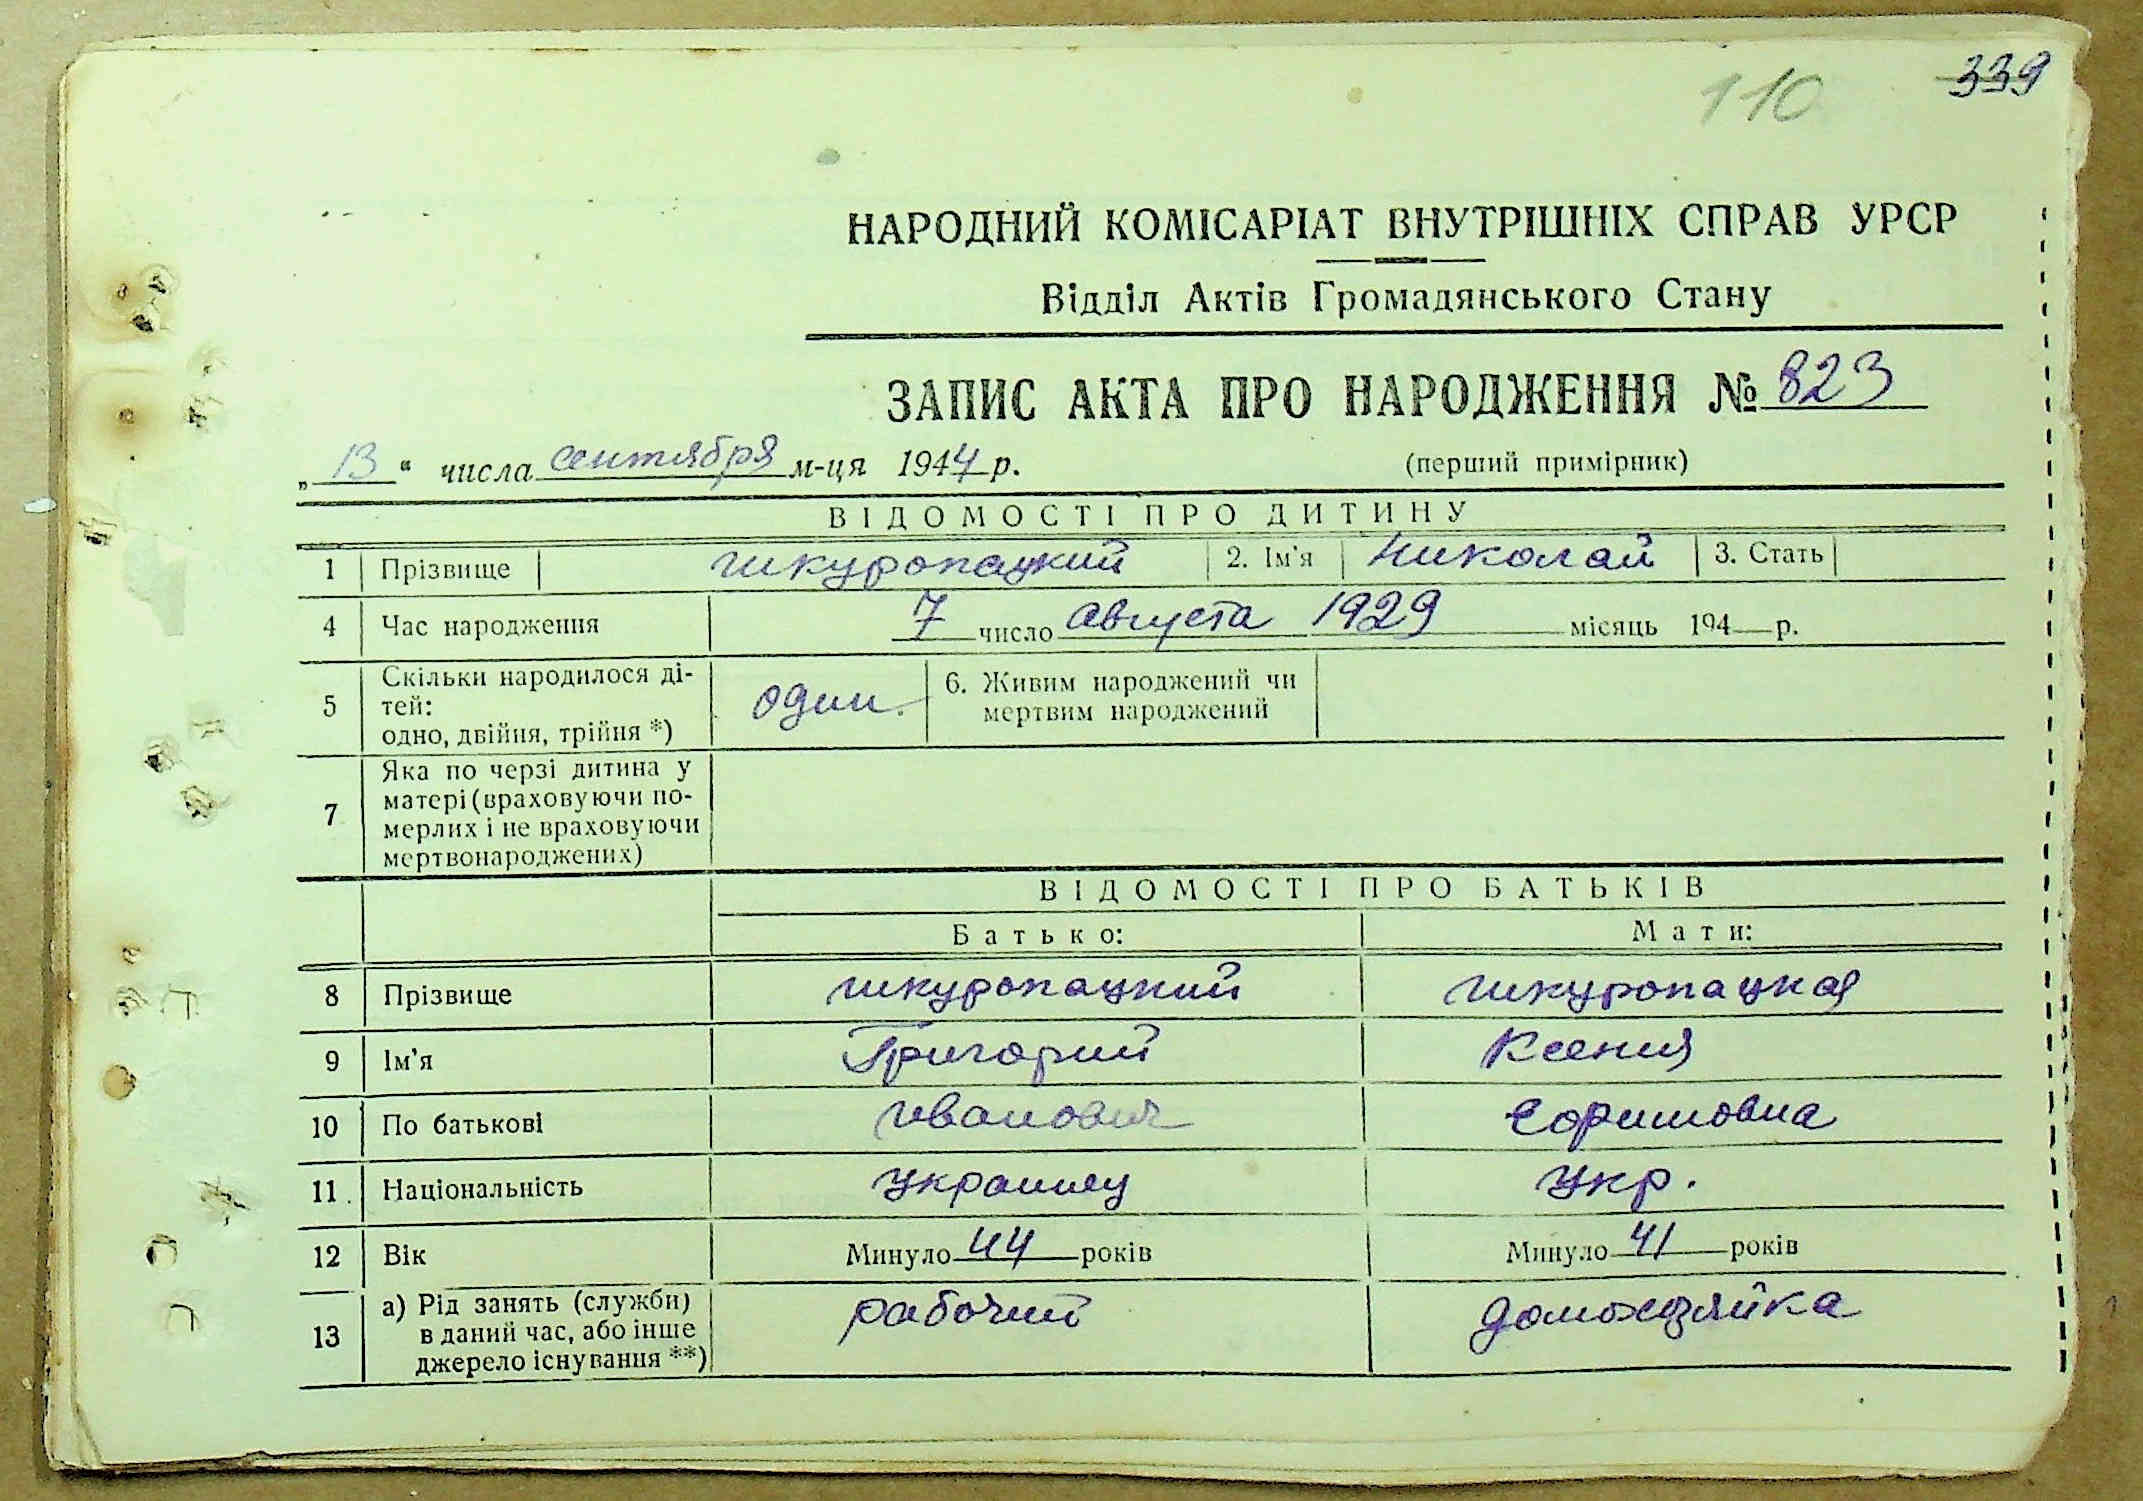 110 339
НАРОДНИЙ КОМІСАРІАТ ВНУТРІШНІХ СПРАВ УРСР
Відділ Актів Громадянського Стану
ЗАПИС АКТА ПРО НАРОДЖЕННЯ № 823
„13“ числа сентября м-ця 1944 р. (перший примірник)
ВІДОМОСТІ ПРО ДИТИНУ
1 Прізвище Шкуропацкий 2. Ім'я Николай 3. Стать
4 Час народження 7 число августа 1929 місяць 194— р.
5 Скільки народилося ді-
тей:
одно, двійня, трійня *) один. 6. Живим народжений чи
мертвим народжений
7 Яка по черзі дитина у
матері (враховуючи по-
мерлих і не враховуючи
мертвонароджених)
ВІДОМОСТІ ПРО БАТЬКІВ
Батько: Мати:
8 Прізвище Шкуропацкий Шкуропацкая
9 Ім'я Григорий Ксения
10 По батькові Иванович
11. Національність украинец укр.
12 Вік Минуло 44 років Минуло 41 років
13 а) Рід занять (служби)
в даний час, або інше
джерело існування **) рабочий домохозяйка